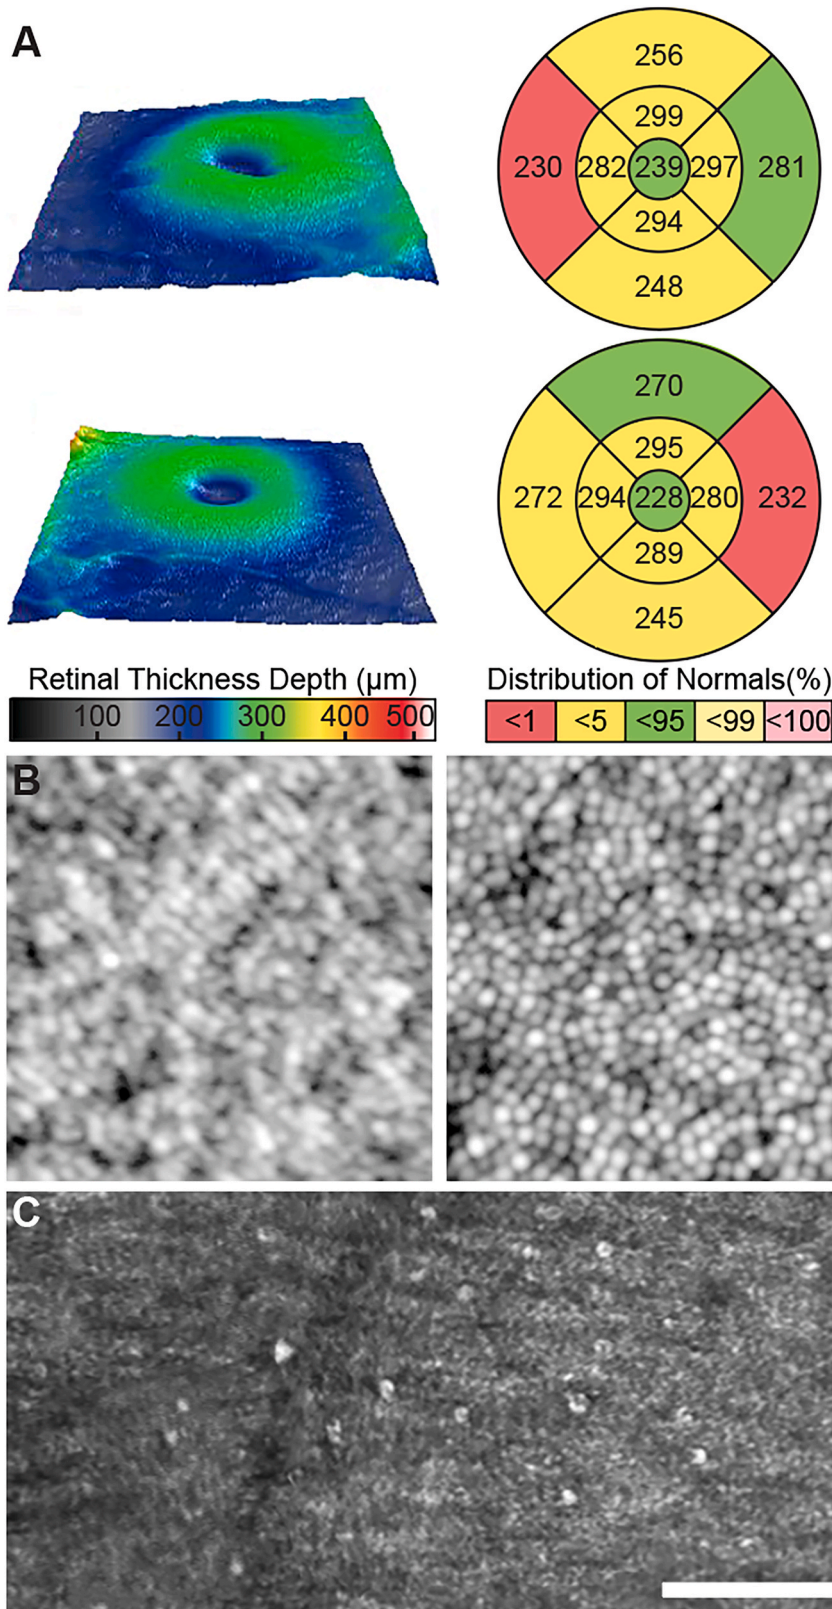 A
256
299
230 282 239 297 281
294
248
270
295
272 294 228 280 232
289
245
Retinal Thickness Depth (µm)
100 200 300 400 500
Distribution of Normals(%)
<1 <5 <95 <99 <100
B
C